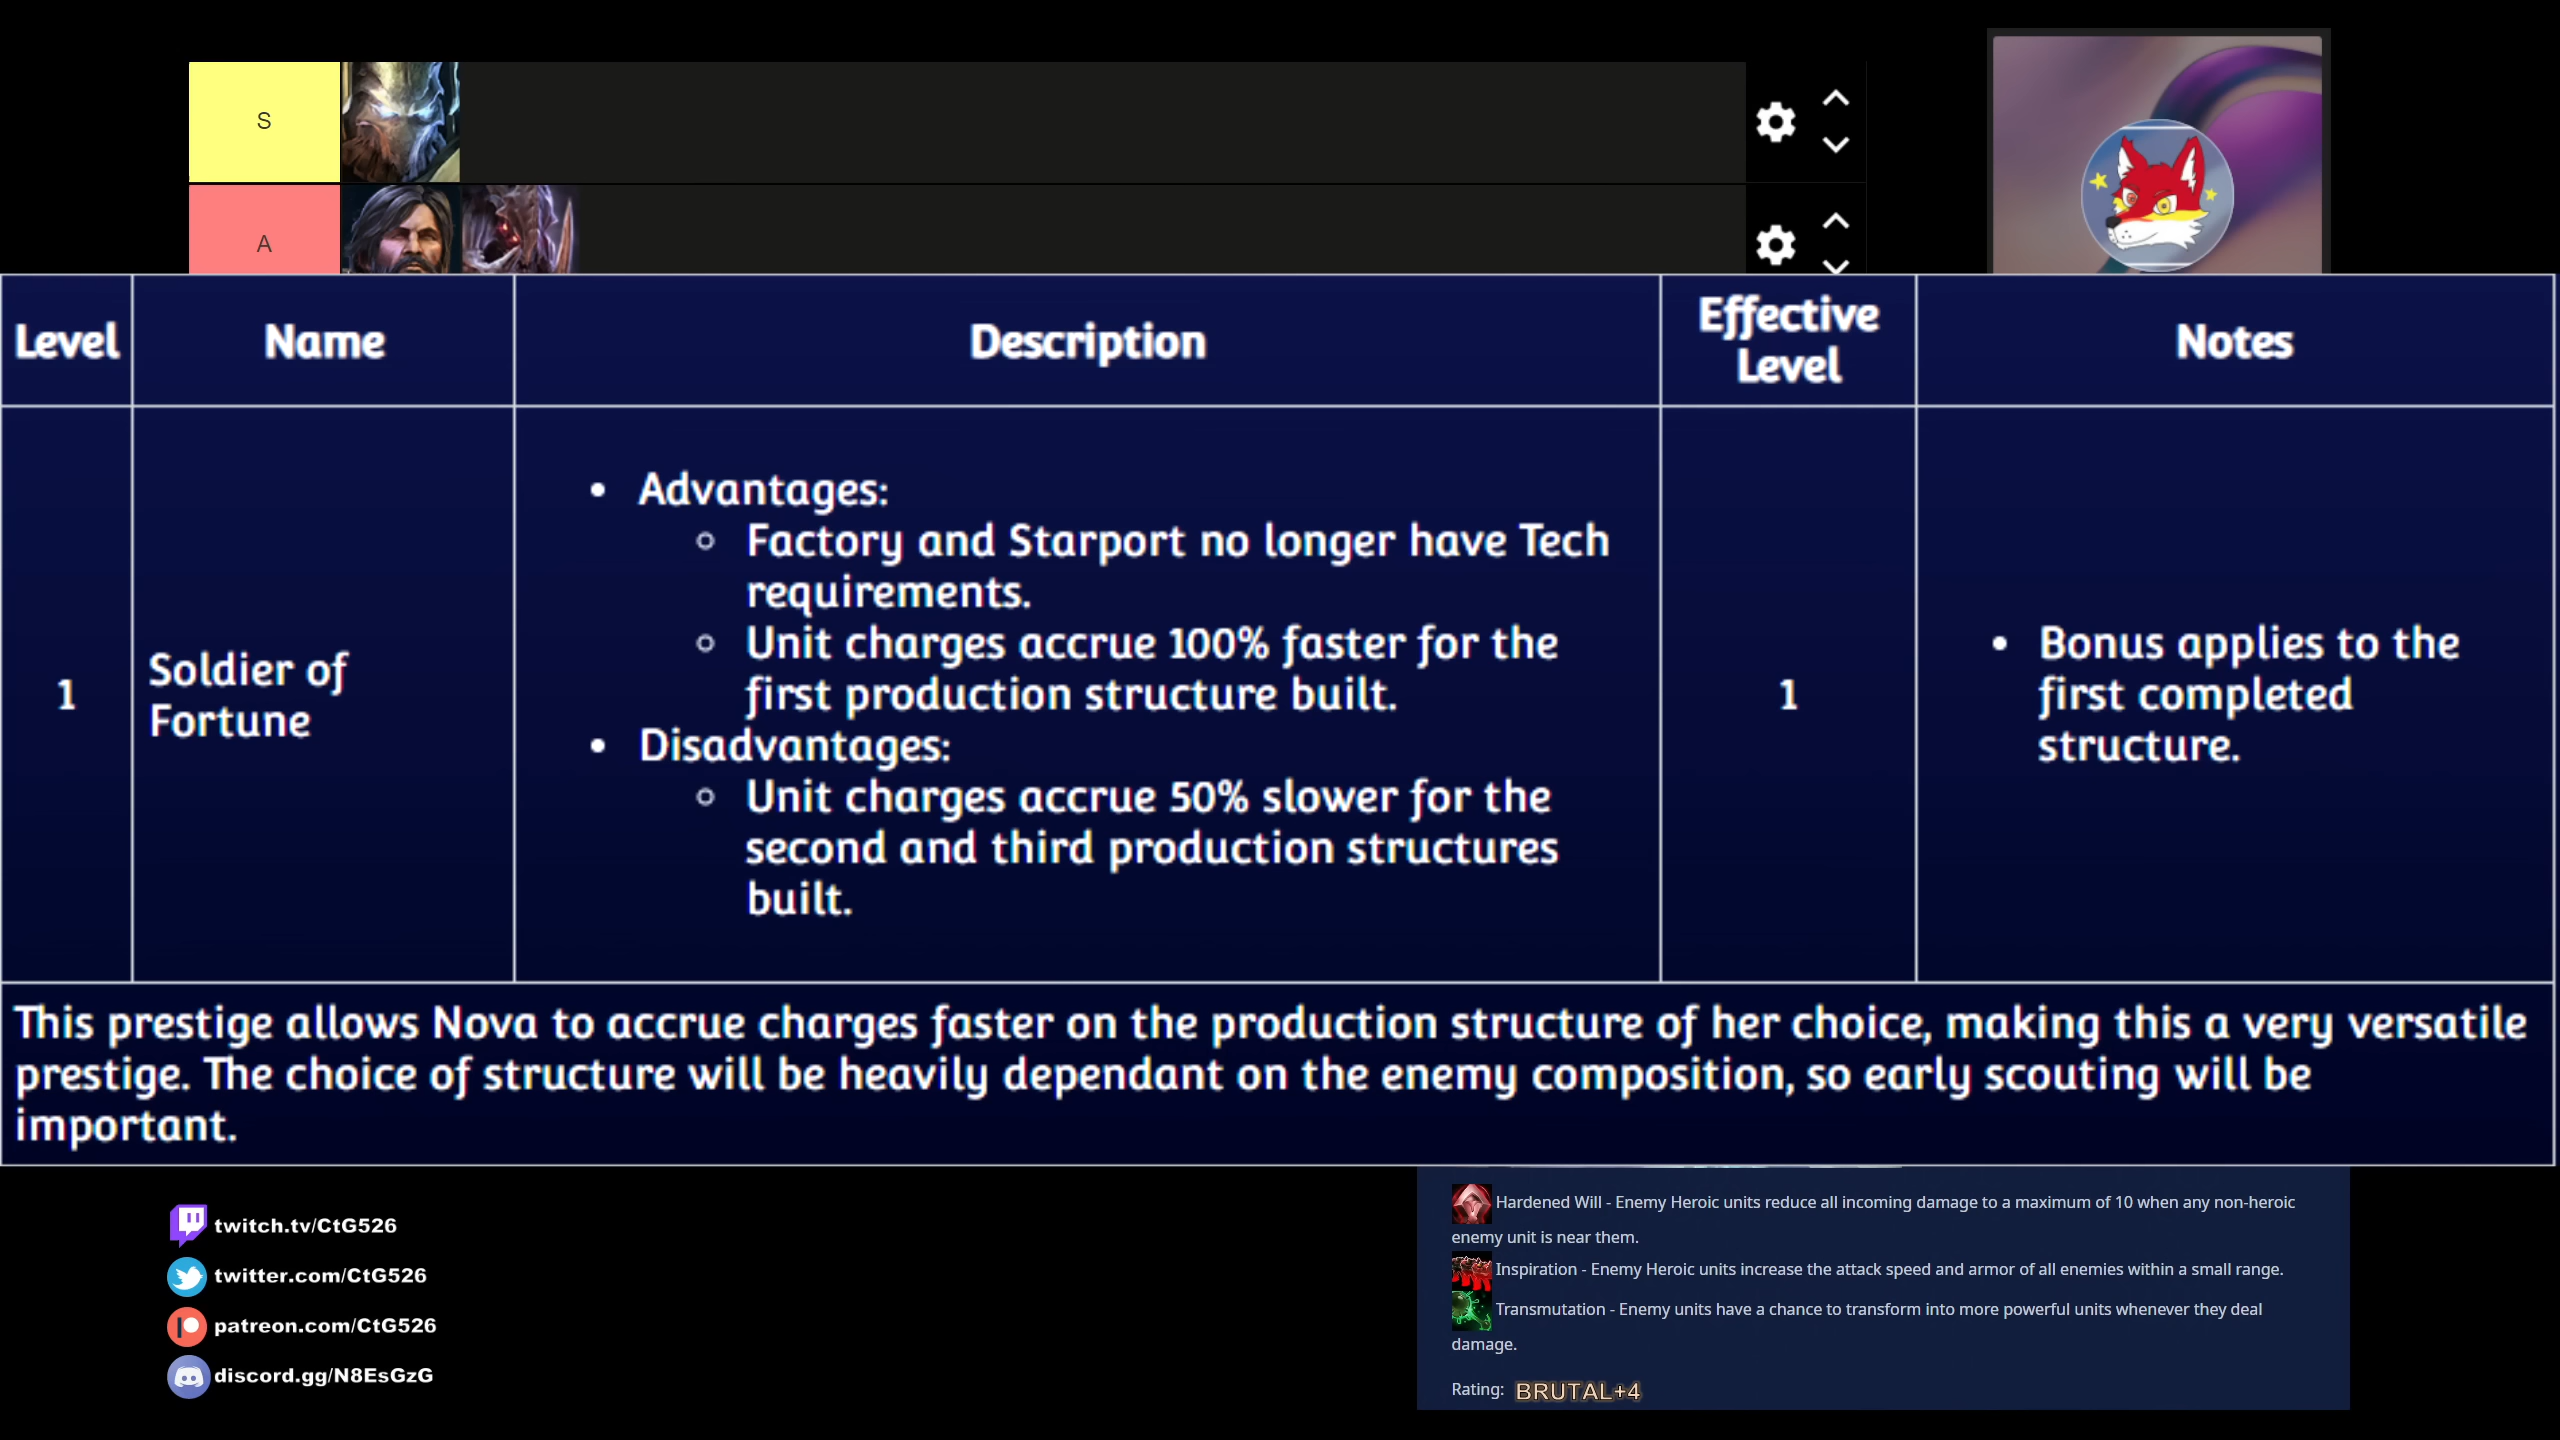 S
A
Level
Name
Description
Effective
Level
Notes
1
Soldier of
Fortune
• Advantages:
Factory and Starport no longer have Tech
requirements.
Unit charges accrue 100% faster for the
first production structure built.
• Disadvantages:
Unit charges accrue 50% slower for the
second and third production structures
built.
1
• Bonus applies to the
first completed
structure.
This prestige allows Nova to accrue charges faster on the production structure of her choice, making this a very versatile
prestige. The choice of structure will be heavily dependant on the enemy composition, so early scouting will be
important.
twitch.tv/CtG526
twitter.com/CtG526
patreon.com/CtG526
discord.gg/N8EsGzG
Hardened Will - Enemy Heroic units reduce all incoming damage to a maximum of 10 when any non-heroic
enemy unit is near them.
Inspiration - Enemy Heroic units increase the attack speed and armor of all enemies within a small range.
Transmutation - Enemy units have a chance to transform into more powerful units whenever they deal
damage.
Rating: BRUTAL+4